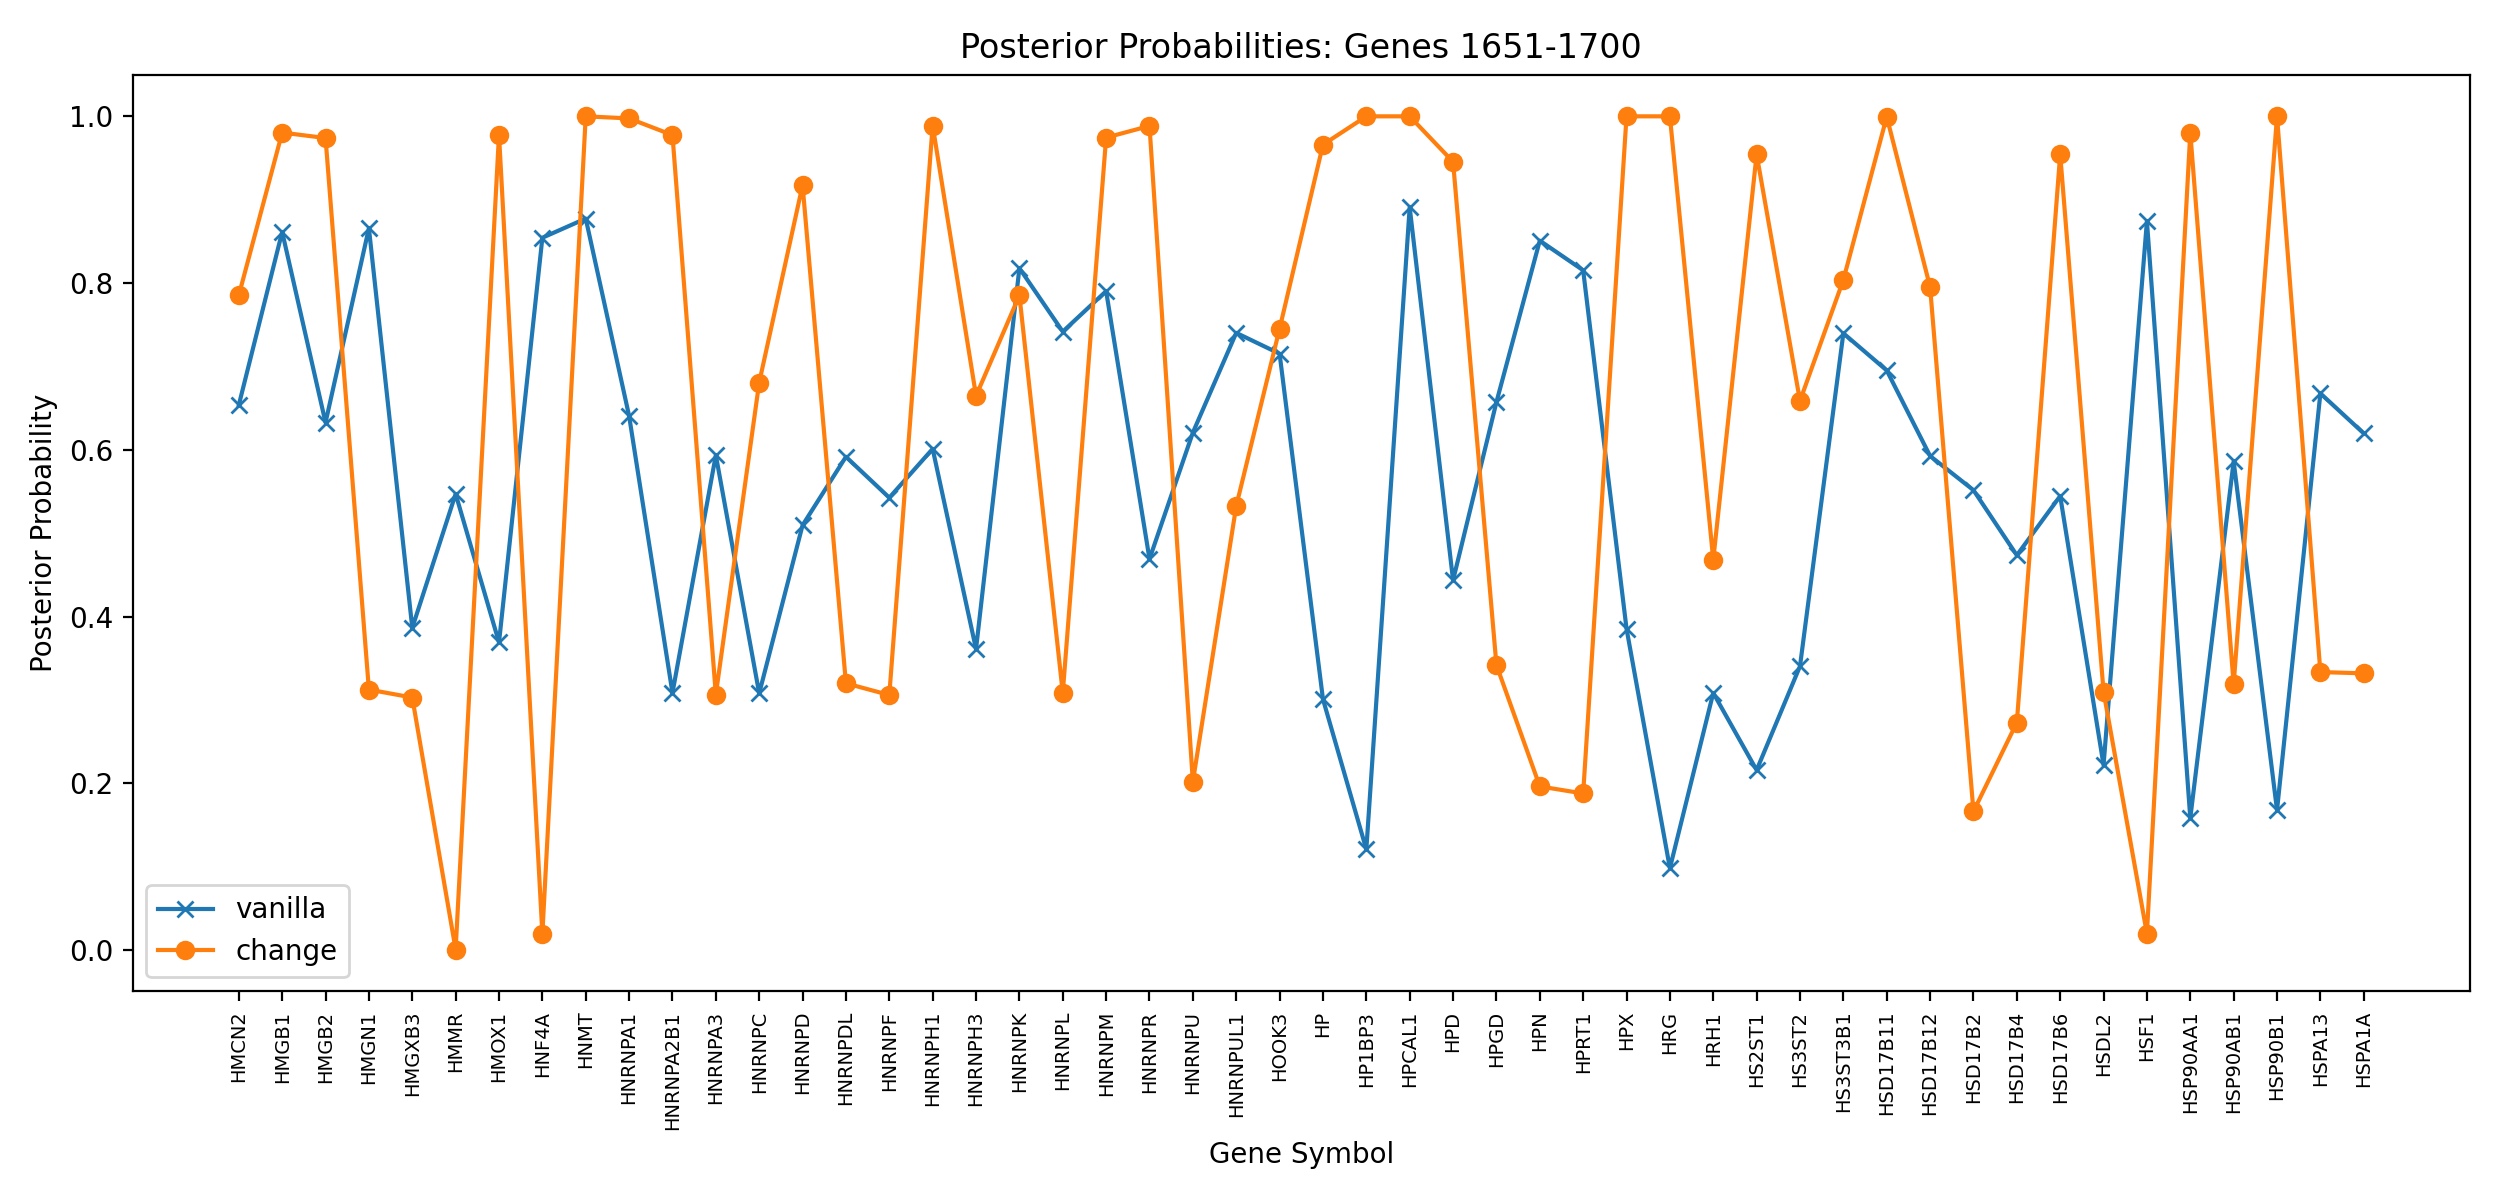 Posterior Probabilities: Genes 1651-1700
Posterior Probability
1.0
0.8
0.6
0.4
0.2
0.0
vanilla
change
HMCN2
HMGB1
HMGB2
HMGN1
HMGXB3
HMMR
HMOX1
HNF4A
HNMT
HNRNPA1
HNRNPA2B1
HNRNPA3
HNRNPC
HNRNPD
HNRNPDL
HNRNPF
HNRNPH1
HNRNPH3
HNRNPK
HNRNPL
HNRNPM
HNRNPR
HNRNPU
HNRNPUL1
HOOK3
HP
HP1BP3
HPCAL1
HPD
HPGD
HPN
HPRT1
HPX
HRG
HRH1
HS2ST1
HS3ST2
HS3ST3B1
HSD17B11
HSD17B12
HSD17B2
HSD17B4
HSD17B6
HSDL2
HSF1
HSP90AA1
HSP90AB1
HSP90B1
HSPA13
HSPA1A
Gene Symbol